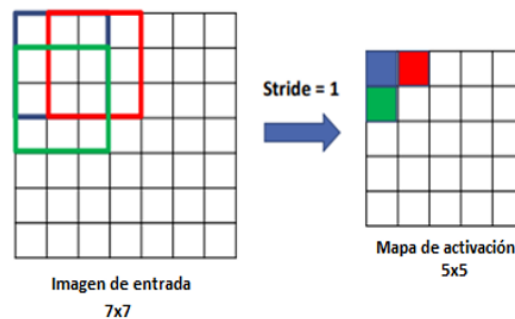 Stride = 1
Imagen de entrada
7x7
Mapa de activación
5x5